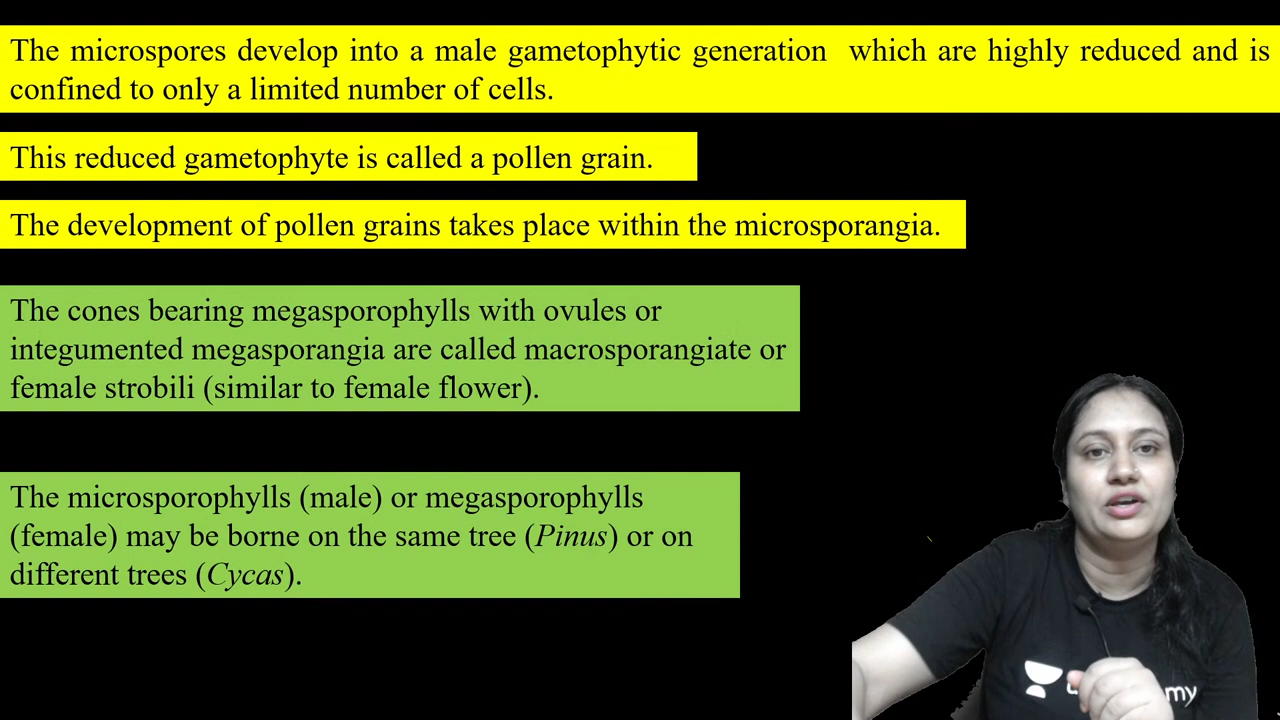 The microspores develop into a male gametophytic generation which are highly reduced and is
confined to only a limited number of cells.
This reduced gametophyte is called a pollen grain.
The development of pollen grains takes place within the microsporangia.
The cones bearing megasporophylls with ovules or
integumented megasporangia are called macrosporangiate or
female strobili (similar to female flower).
The microsporophylls (male) or megasporophylls
(female) may be borne on the same tree (Pinus) or on
different trees (Cycas).